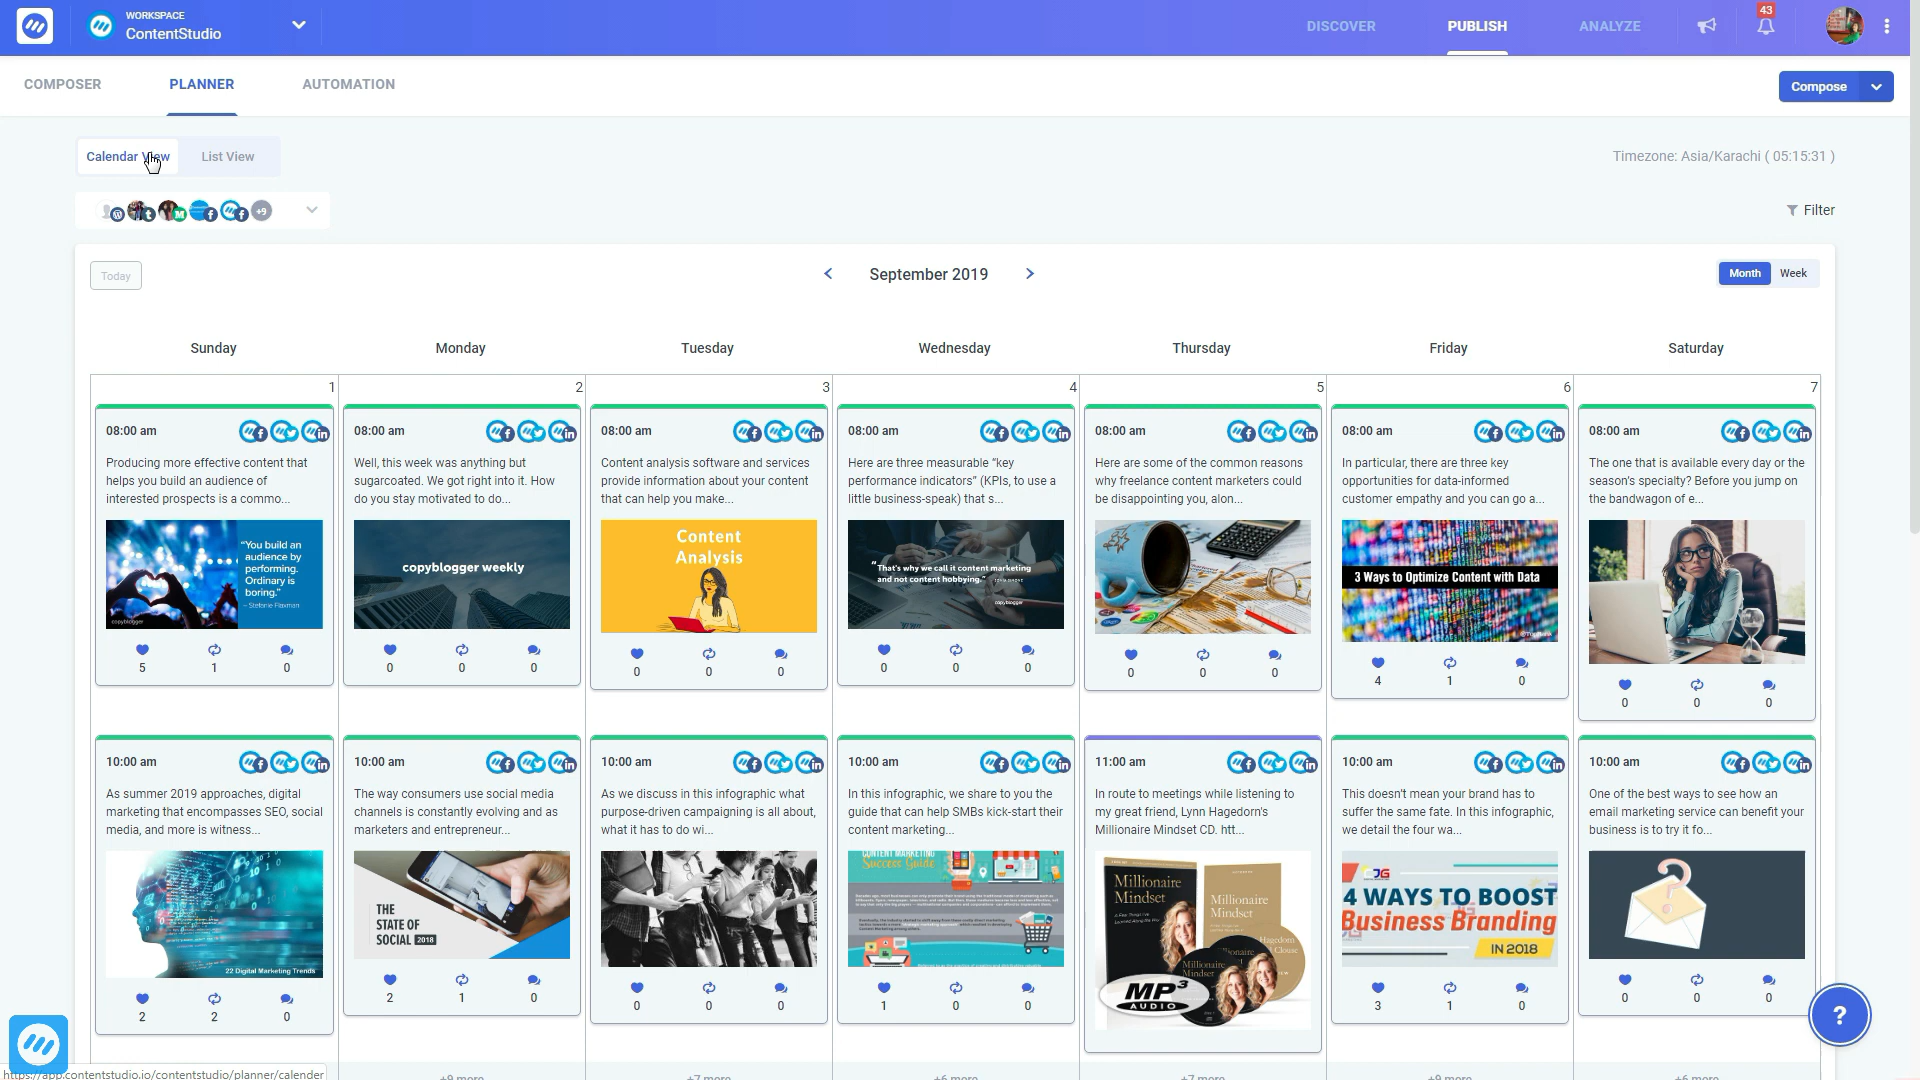 WORKSPACE
ContentStudio
DISCOVER
PUBLISH
ANALYZE
43
COMPOSER
PLANNER
AUTOMATION
Compose
Calendar View
List View
Timezone: Asia/Karachi ( 05:15:31 )
+9
Filter
Today
September 2019
Month
Week
Sunday
Monday
Tuesday
Wednesday
Thursday
Friday
Saturday
1
2
3
4
5
6
7
08:00 am
Producing more effective content that
helps you build an audience of
interested prospects is a commo...
"You build an
audience by
performing.
Ordinary is
boring."
– Stefanie Flaxman
copyblogger
5
1
0
08:00 am
Well, this week was anything but
sugarcoated. We got right into it. How
do you stay motivated to do...
copyblogger weekly
0
0
0
08:00 am
Content analysis software and services
provide information about your content
that can help you make...
Content
Analysis
0
0
0
08:00 am
Here are three measurable “key
performance indicators” (KPIs, to use a
little business-speak) that s...
"That's why we call it content marketing
and not content hobbying."
copyblogger
0
0
0
08:00 am
Here are some of the common reasons
why freelance content marketers could
be disappointing you, alon...
0
0
0
08:00 am
In particular, there are three key
opportunities for data-informed
customer empathy and you can go a...
3 Ways to Optimize Content with Data
4
1
0
08:00 am
The one that is available every day or the
season's specialty? Before you jump on
the bandwagon of e...
0
0
0
10:00 am
As summer 2019 approaches, digital
marketing that encompasses SEO, social
media, and more is witness...
22 Digital Marketing Trends
2
2
0
10:00 am
The way consumers use social media
channels is constantly evolving and as
marketers and entrepreneur...
THE
STATE OF
SOCIAL 2018
2
1
0
10:00 am
As we discuss in this infographic what
purpose-driven campaigning is all about,
what it has to do wi...
0
0
0
10:00 am
In this infographic, we share to you the
guide that can help SMBs kick-start their
content marketing...
CONTENT MARKETING
Success Guide
1
0
0
11:00 am
In route to meetings while listening to
my great friend, Lynn Hagedorn's
Millionaire Mindset CD. htt...
Millionaire
Mindset
Millionaire
Mindset
Millionaire
Mindset
MP3
AUDIO
10:00 am
This doesn't mean your brand has to
suffer the same fate. In this infographic,
we detail the four wa...
CJG
4 WAYS TO BOOST
Business Branding
IN 2018
3
1
0
10:00 am
One of the best ways to see how an
email marketing service can benefit your
business is to try it fo...
0
0
0
?
https://app.contentstudio.io/contentstudio/planner/calender
+9 more
+7 more
+6 more
+7 more
+9 more
+6 more